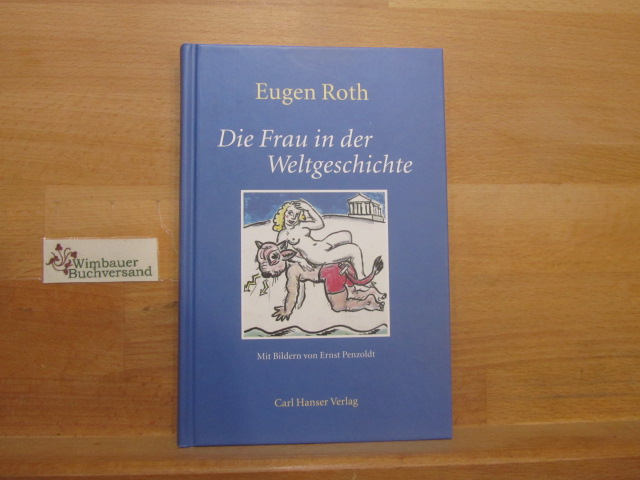 Eugen Roth
Die Frau in der
Weltgeschichte
Mit Bildern von Ernst Penzoldt
Carl Hanser Verlag
Wimbauer
Buchversand